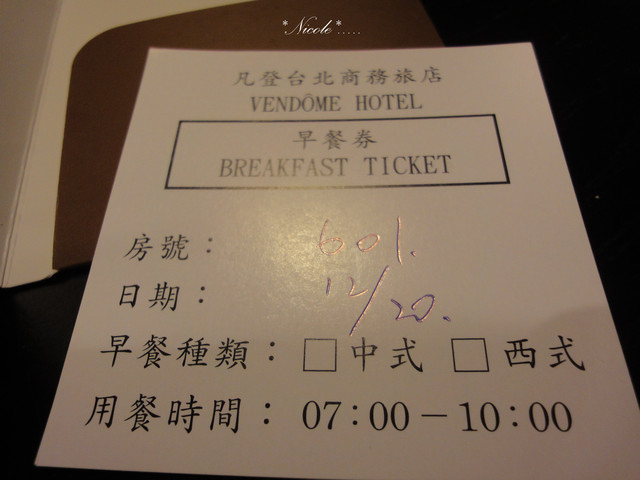 *Nicole*.....
凡登台北商務旅店
VENDÔME HOTEL
早餐券
BREAKFAST TICKET
房號： 601.
日期： 12/20.
早餐種類：□中式 □西式
用餐時間：07:00－10:00